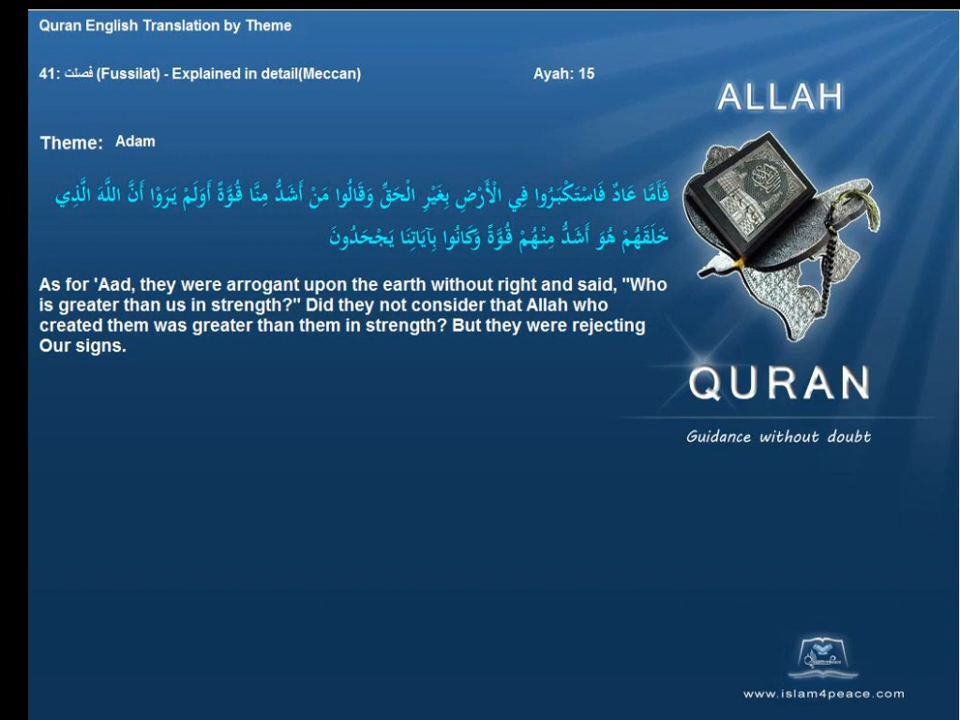 Quran English Translation by Theme
41: فصلت (Fussilat) - Explained in detail(Meccan) Ayah: 15
ALLAH
Theme: Adam
فَأَمَّا عَادٌ فَاسْتَكْبَرُوا فِي الْأَرْضِ بِغَيْرِ الْحَقِّ وَقَالُوا مَنْ أَشَدُّ مِنَّا قُوَّةً أَوَلَمْ يَرَوْا أَنَّ اللَّهَ الَّذِي
خَلَقَهُمْ هُوَ أَشَدُّ مِنْهُمْ قُوَّةً وَكَانُوا بِآيَاتِنَا يَجْحَدُونَ
As for 'Aad, they were arrogant upon the earth without right and said, "Who
is greater than us in strength?" Did they not consider that Allah who
created them was greater than them in strength? But they were rejecting
Our signs.
QURAN
Guidance without doubt
www.islam4peace.com